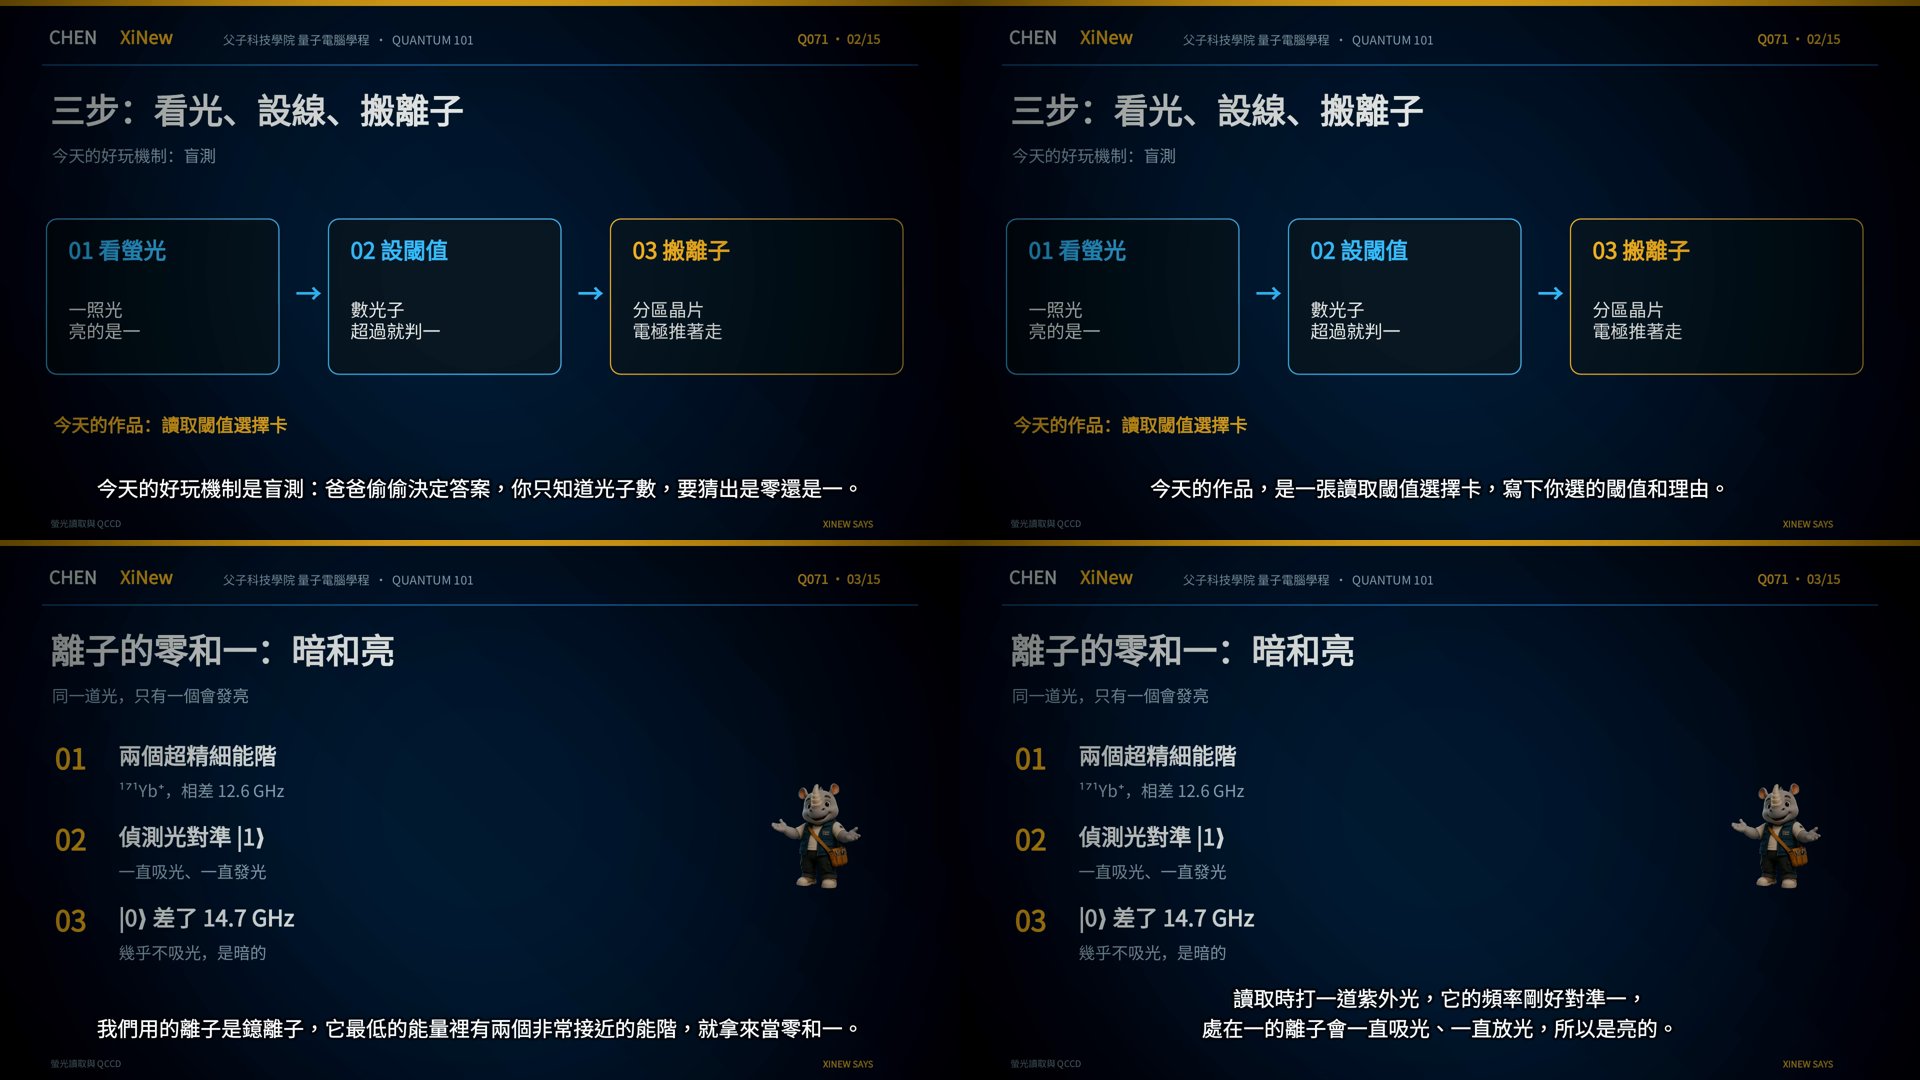 CHEN XiNew 父子科技學院 量子電腦學程 · QUANTUM 101 Q071 · 02/15
三步：看光、設線、搬離子
今天的好玩機制：盲測
01 看螢光
一照光
亮的是一
→
02 設閾值
數光子
超過就判一
→
03 搬離子
分區晶片
電極推著走
今天的作品：讀取閾值選擇卡
今天的好玩機制是盲測：爸爸偷偷決定答案，你只知道光子數，要猜出是零還是一。
螢光讀取與 QCCD XINEW SAYS
CHEN XiNew 父子科技學院 量子電腦學程 · QUANTUM 101 Q071 · 02/15
三步：看光、設線、搬離子
今天的好玩機制：盲測
01 看螢光
一照光
亮的是一
→
02 設閾值
數光子
超過就判一
→
03 搬離子
分區晶片
電極推著走
今天的作品：讀取閾值選擇卡
今天的作品，是一張讀取閾值選擇卡，寫下你選的閾值和理由。
螢光讀取與 QCCD XINEW SAYS
CHEN XiNew 父子科技學院 量子電腦學程 · QUANTUM 101 Q071 · 03/15
離子的零和一：暗和亮
同一道光，只有一個會發亮
01 兩個超精細能階
¹⁷¹Yb⁺，相差 12.6 GHz
02 偵測光對準 |1⟩
一直吸光、一直發光
03 |0⟩ 差了 14.7 GHz
幾乎不吸光，是暗的
我們用的離子是鐿離子，它最低的能量裡有兩個非常接近的能階，就拿來當零和一。
螢光讀取與 QCCD XINEW SAYS
CHEN XiNew 父子科技學院 量子電腦學程 · QUANTUM 101 Q071 · 03/15
離子的零和一：暗和亮
同一道光，只有一個會發亮
01 兩個超精細能階
¹⁷¹Yb⁺，相差 12.6 GHz
02 偵測光對準 |1⟩
一直吸光、一直發光
03 |0⟩ 差了 14.7 GHz
幾乎不吸光，是暗的
讀取時打一道紫外光，它的頻率剛好對準一，
處在一的離子會一直吸光、一直放光，所以是亮的。
螢光讀取與 QCCD XINEW SAYS